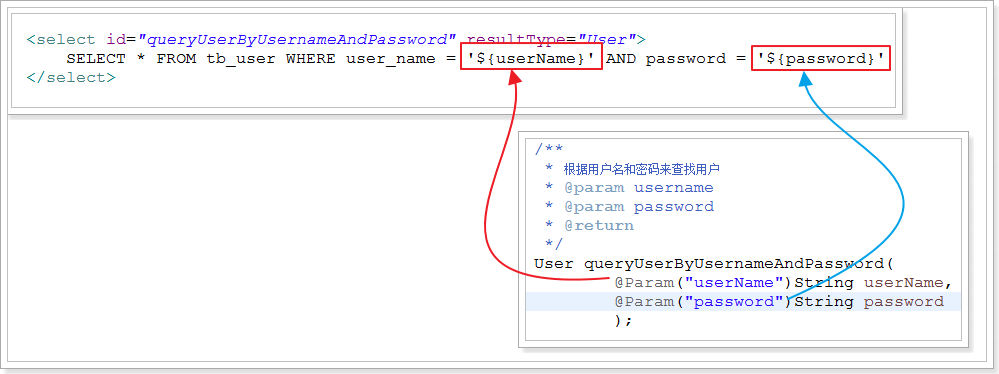 <select id="queryUserByUsernameAndPassword" resultType="User">
SELECT * FROM tb_user WHERE user_name = '${userName}' AND password = '${password}'
</select>
/**
* 根据用户名和密码来查找用户
* @param username
* @param password
* @return
*/
User queryUserByUsernameAndPassword(
@Param("userName")String userName,
@Param("password")String password
);